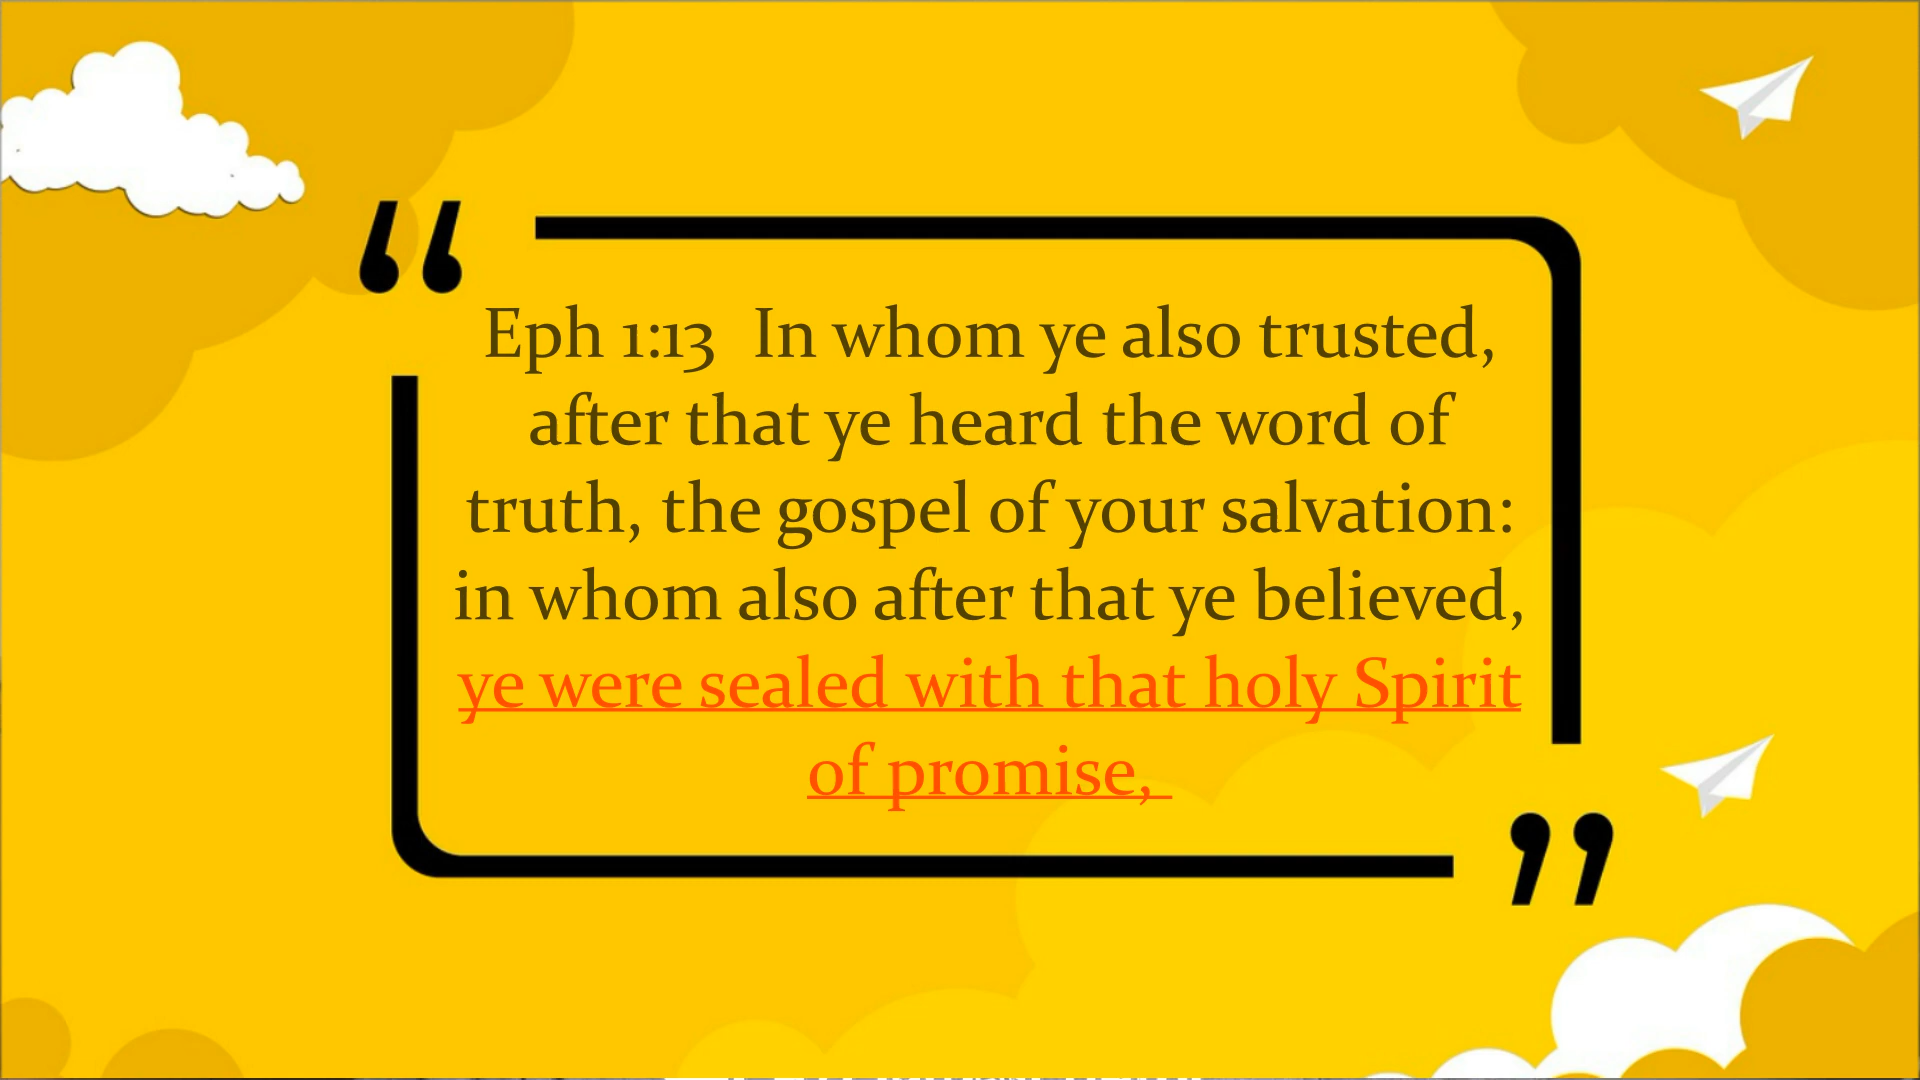 “
Eph 1:13  In whom ye also trusted,
after that ye heard the word of
truth, the gospel of your salvation:
in whom also after that ye believed,
ye were sealed with that holy Spirit
of promise,
”